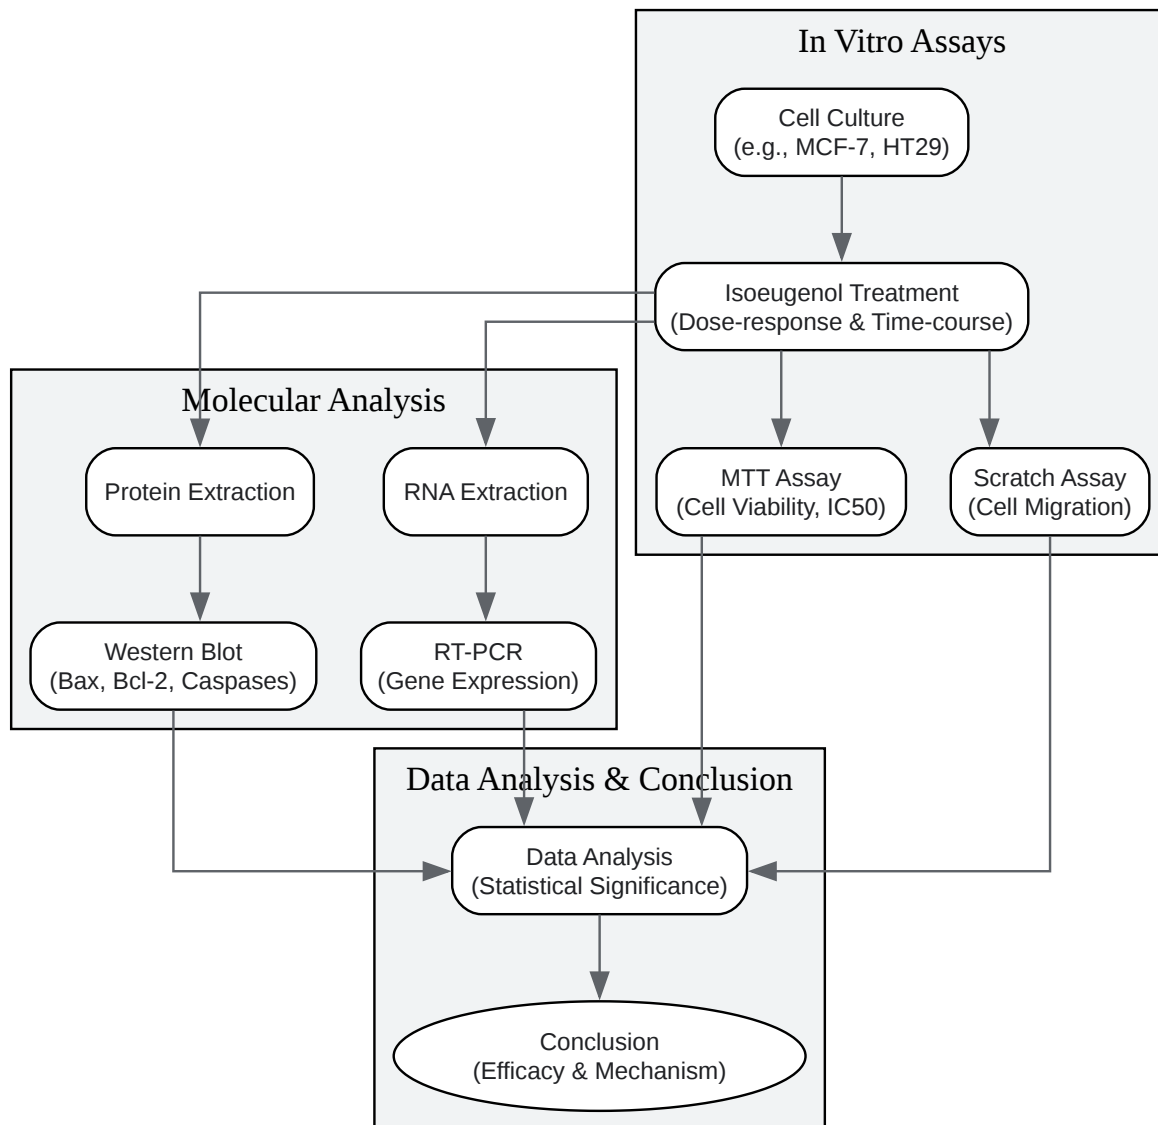 In Vitro Assays
Cell Culture
(e.g., MCF-7, HT29)
Isoeugenol Treatment
(Dose-response & Time-course)
Molecular Analysis
Protein Extraction
RNA Extraction
MTT Assay
(Cell Viability, IC50)
Scratch Assay
(Cell Migration)
Western Blot
(Bax, Bcl-2, Caspases)
RT-PCR
(Gene Expression)
Data Analysis & Conclusion
Data Analysis
(Statistical Significance)
Conclusion
(Efficacy & Mechanism)